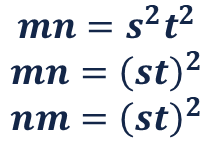 mn = s²t²
mn = (st)²
nm = (st)²